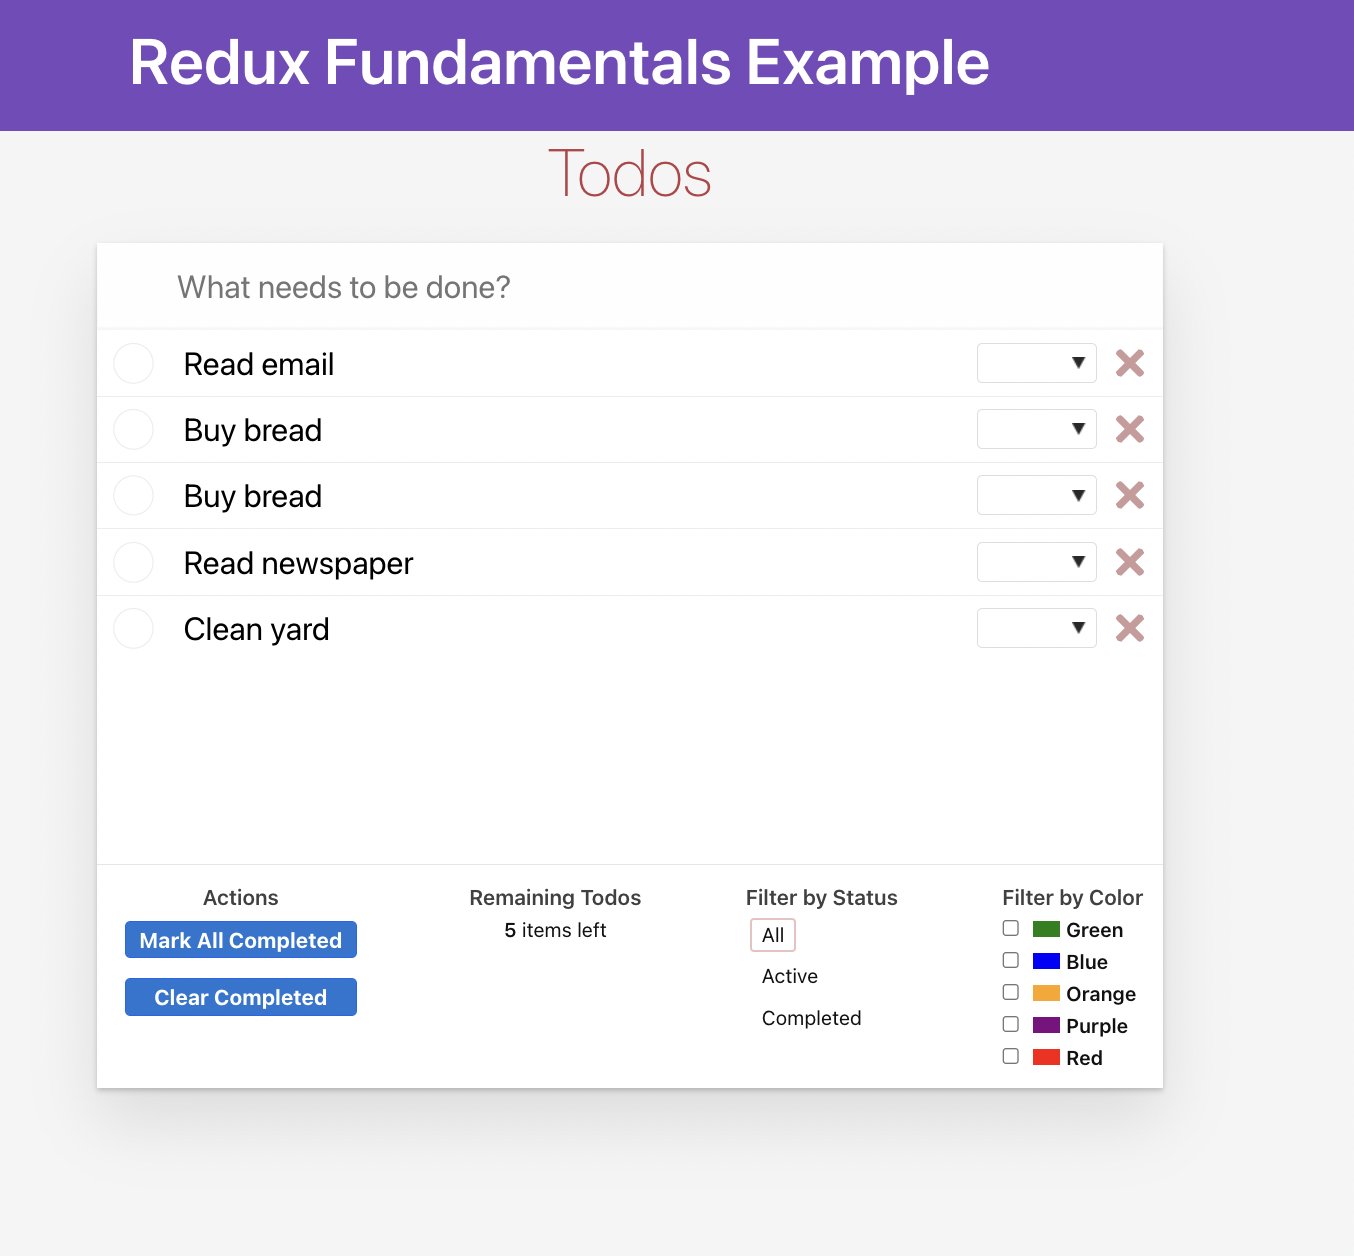 Redux Fundamentals Example
Todos
What needs to be done?
Read email
Buy bread
Buy bread
Read newspaper
Clean yard
Actions
Mark All Completed
Clear Completed
Remaining Todos
5 items left
Filter by Status
All
Active
Completed
Filter by Color
Green
Blue
Orange
Purple
Red